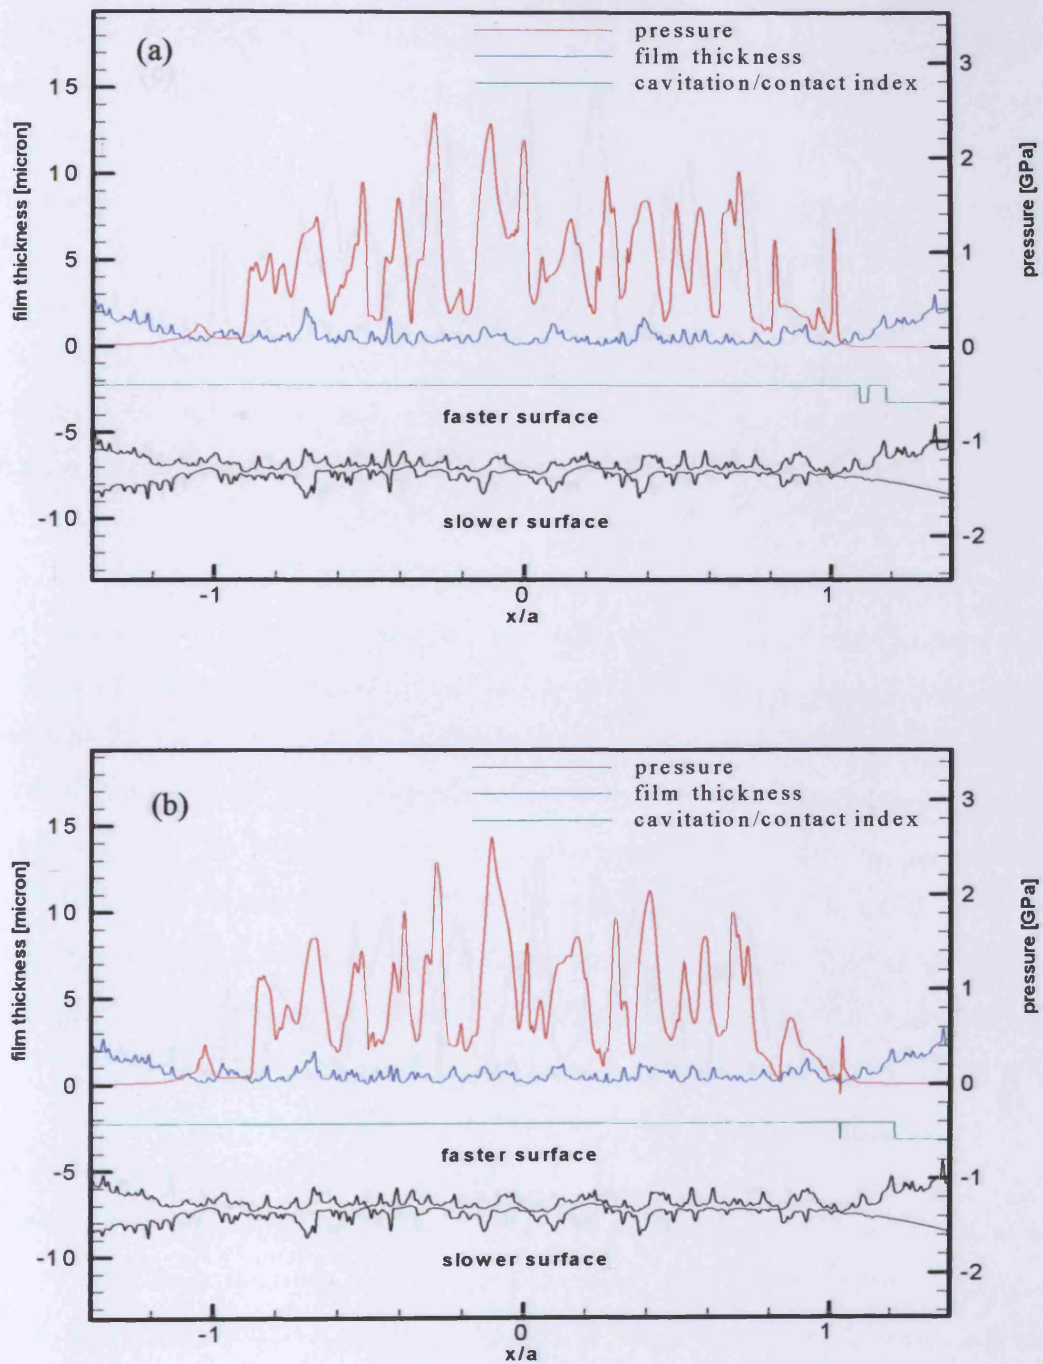 (a)
pressure
film thickness
cavitation/contact index
film thickness [micron]
15
10
5
0
-5
-10
pressure [GPa]
3
2
1
0
-1
-2
faster surface
slower surface
-1
0
1
x/a
(b)
pressure
film thickness
cavitation/contact index
film thickness [micron]
15
10
5
0
-5
-10
pressure [GPa]
3
2
1
0
-1
-2
faster surface
slower surface
-1
0
1
x/a